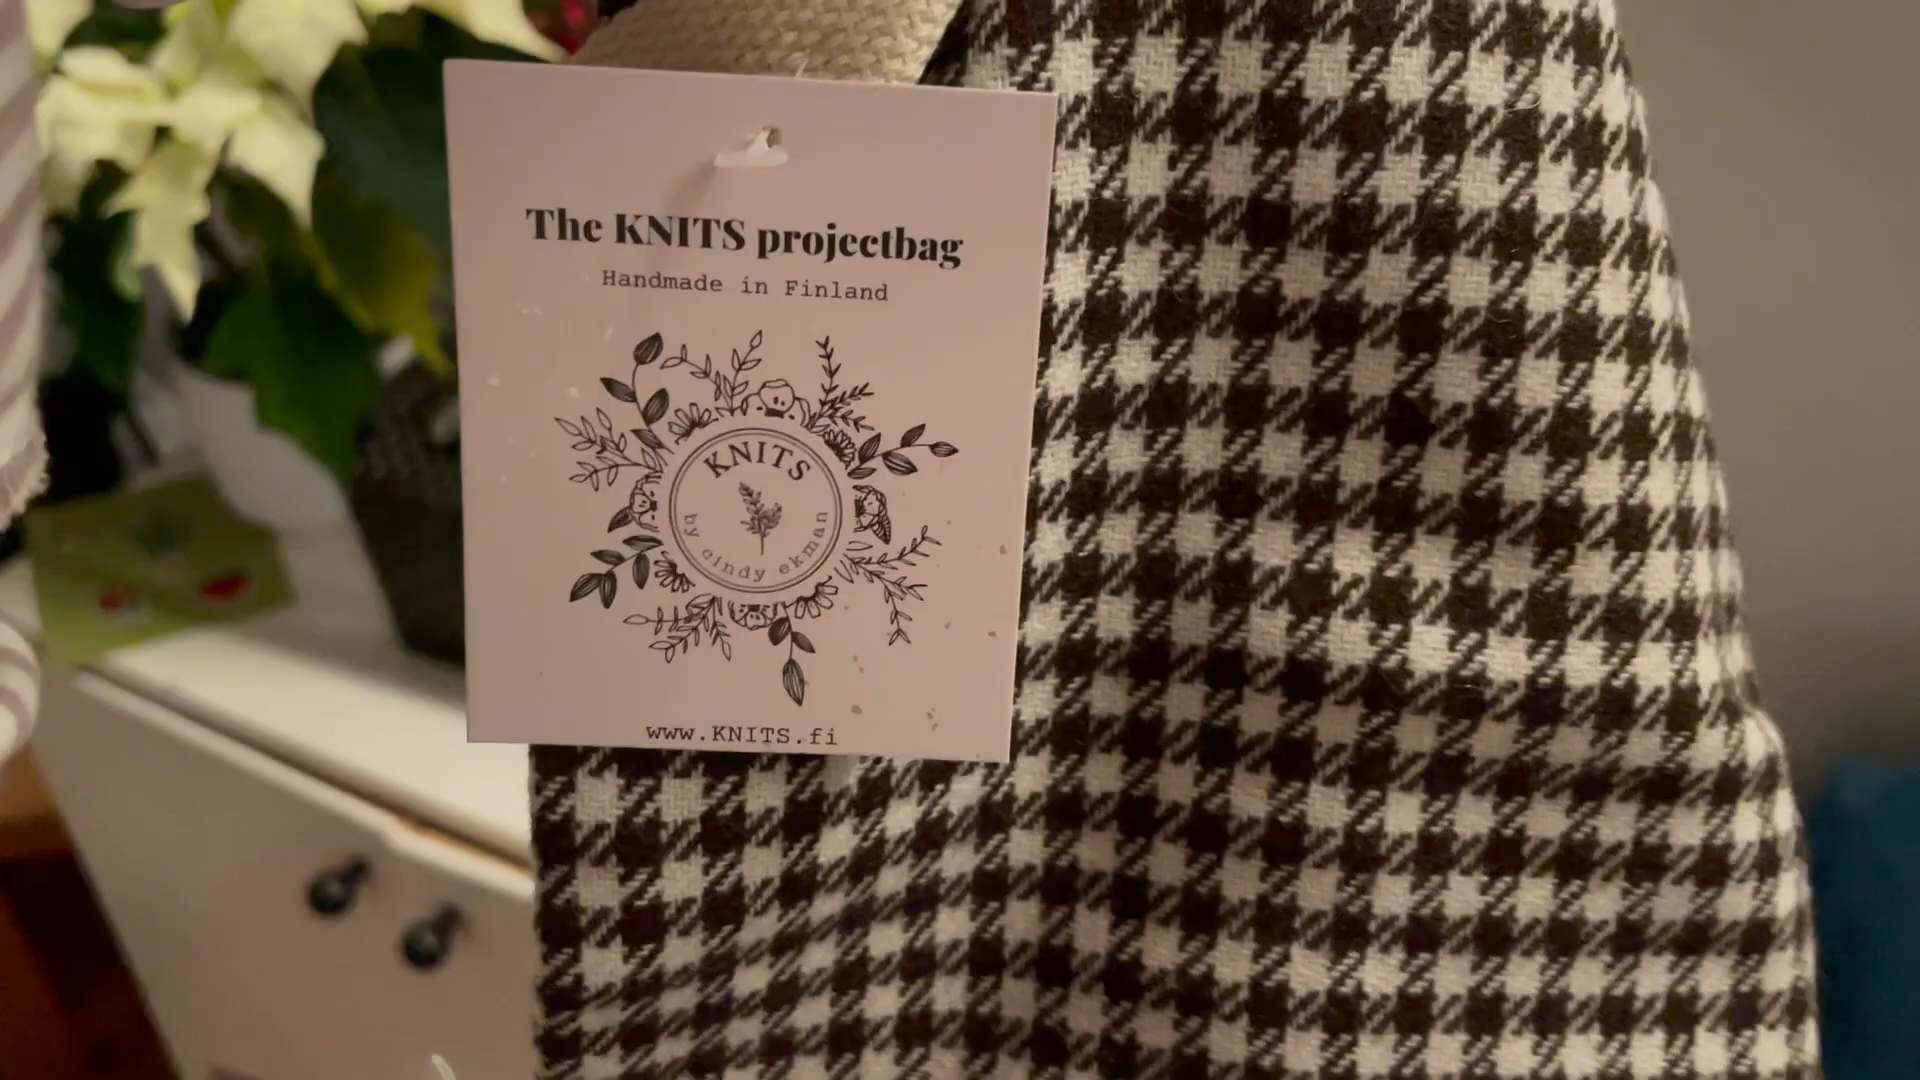 The KNITS projectbag
Handmade in Finland
KNITS
by cindy ekman
www.KNITS.fi